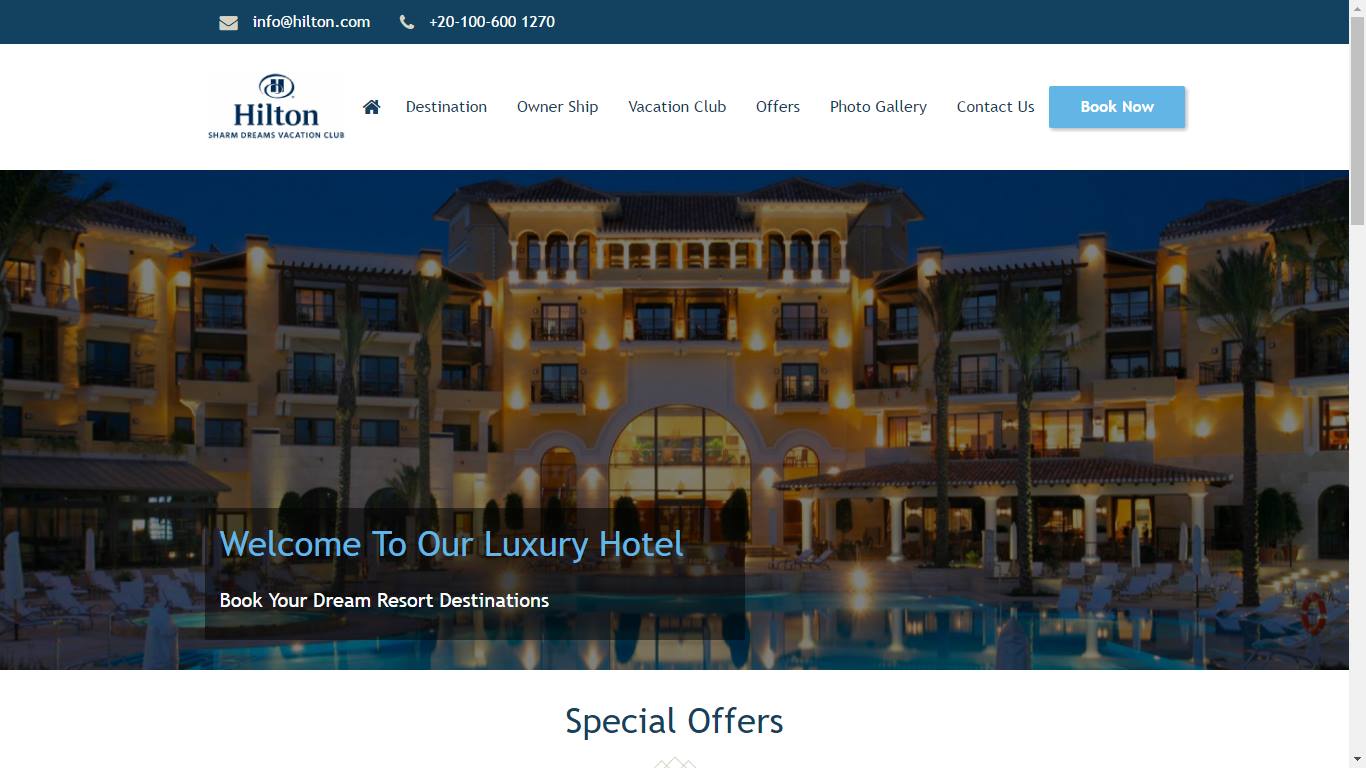 info@hilton.com +20-100-600 1270
Hilton
SHARM DREAMS VACATION CLUB
Destination Owner Ship Vacation Club Offers Photo Gallery Contact Us Book Now
Welcome To Our Luxury Hotel
Book Your Dream Resort Destinations
Special Offers